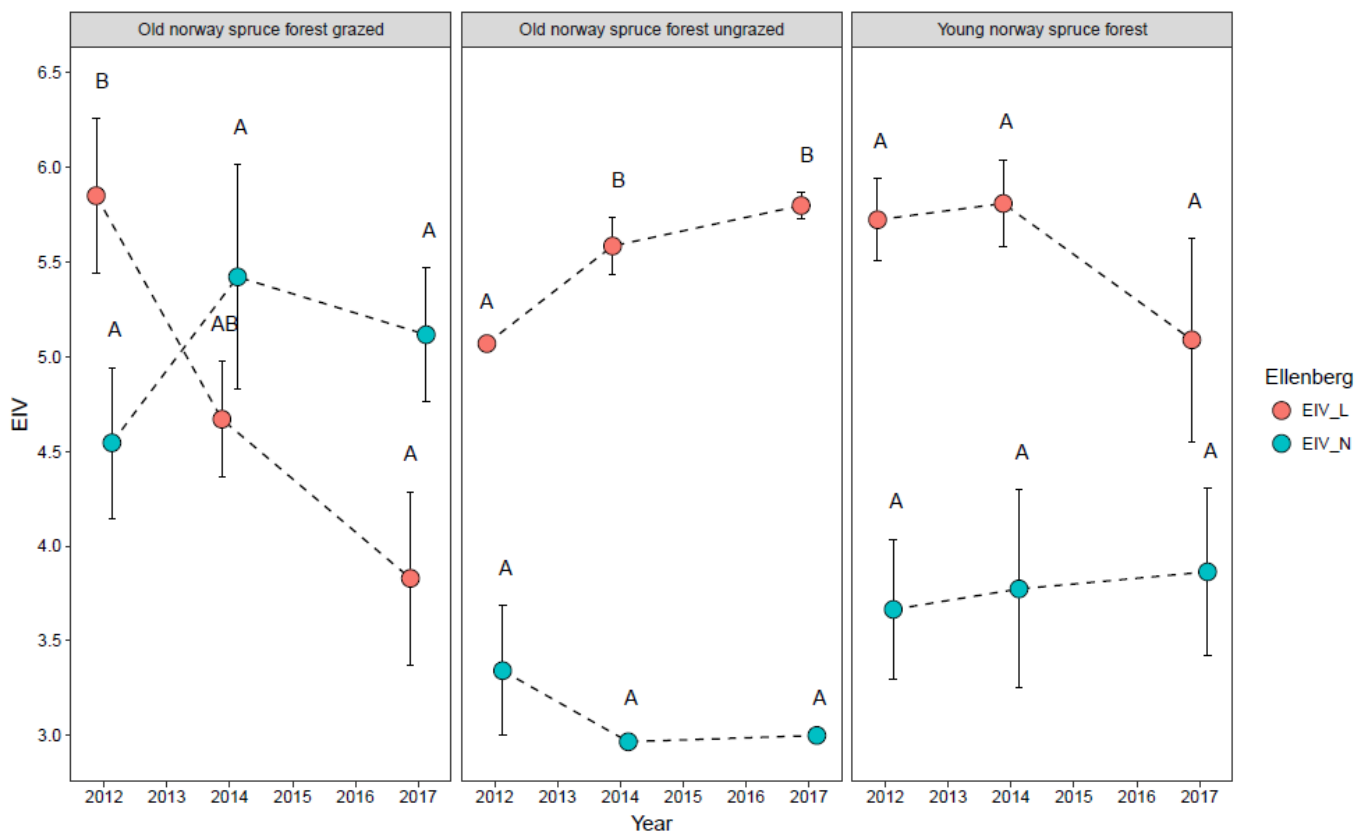 Old norway spruce forest grazed
Old norway spruce forest ungrazed
Young norway spruce forest
EIV
6.5
6.0
5.5
5.0
4.5
4.0
3.5
3.0
B
A
A
A
AB
A
B
B
A
A
A
A
A
A
A
A
A
A
2012 2013 2014 2015 2016 2017
2012 2013 2014 2015 2016 2017
2012 2013 2014 2015 2016 2017
Year
Ellenberg
EIV_L
EIV_N